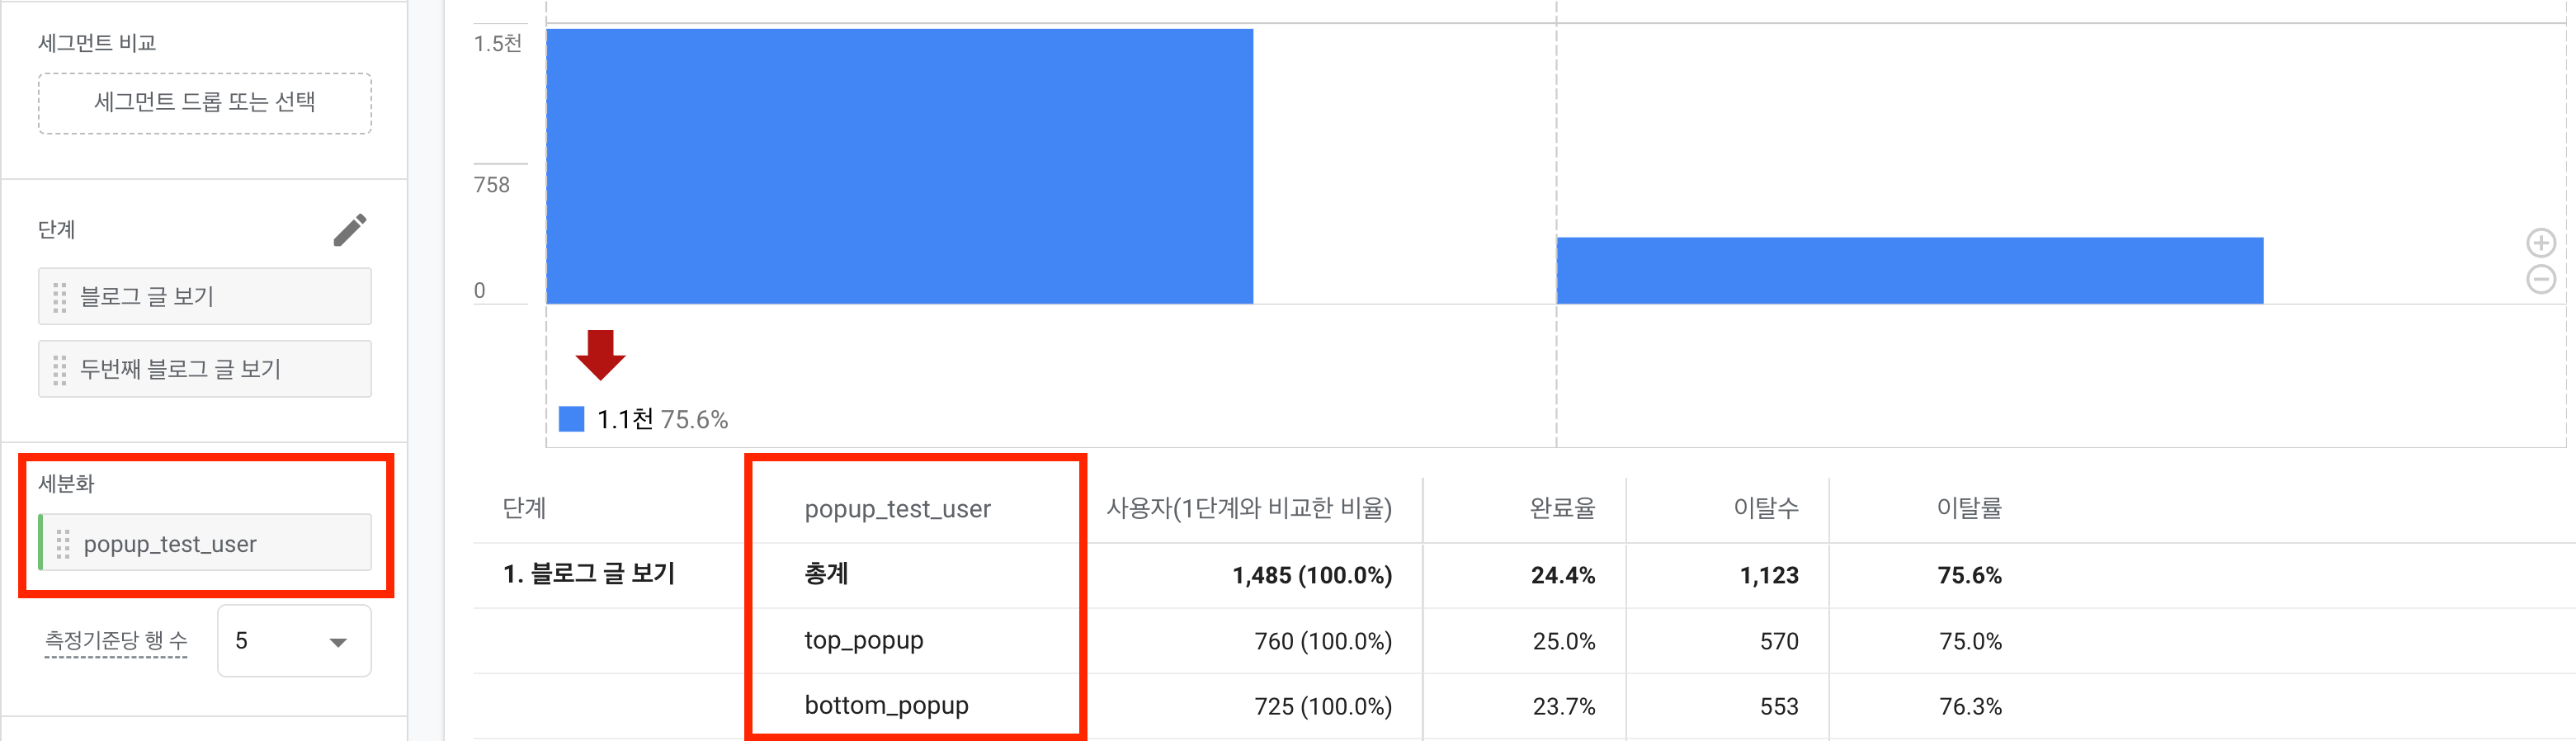 세그먼트 비교
세그먼트 드롭 또는 선택
단계
블로그 글 보기
두번째 블로그 글 보기
세분화
popup_test_user
측정기준당 행 수
5
1.5천
758
0
1.1천 75.6%
단계 popup_test_user 사용자(1단계와 비교한 비율) 완료율 이탈수 이탈률
1. 블로그 글 보기 총계 1,485 (100.0%) 24.4% 1,123 75.6%
top_popup 760 (100.0%) 25.0% 570 75.0%
bottom_popup 725 (100.0%) 23.7% 553 76.3%